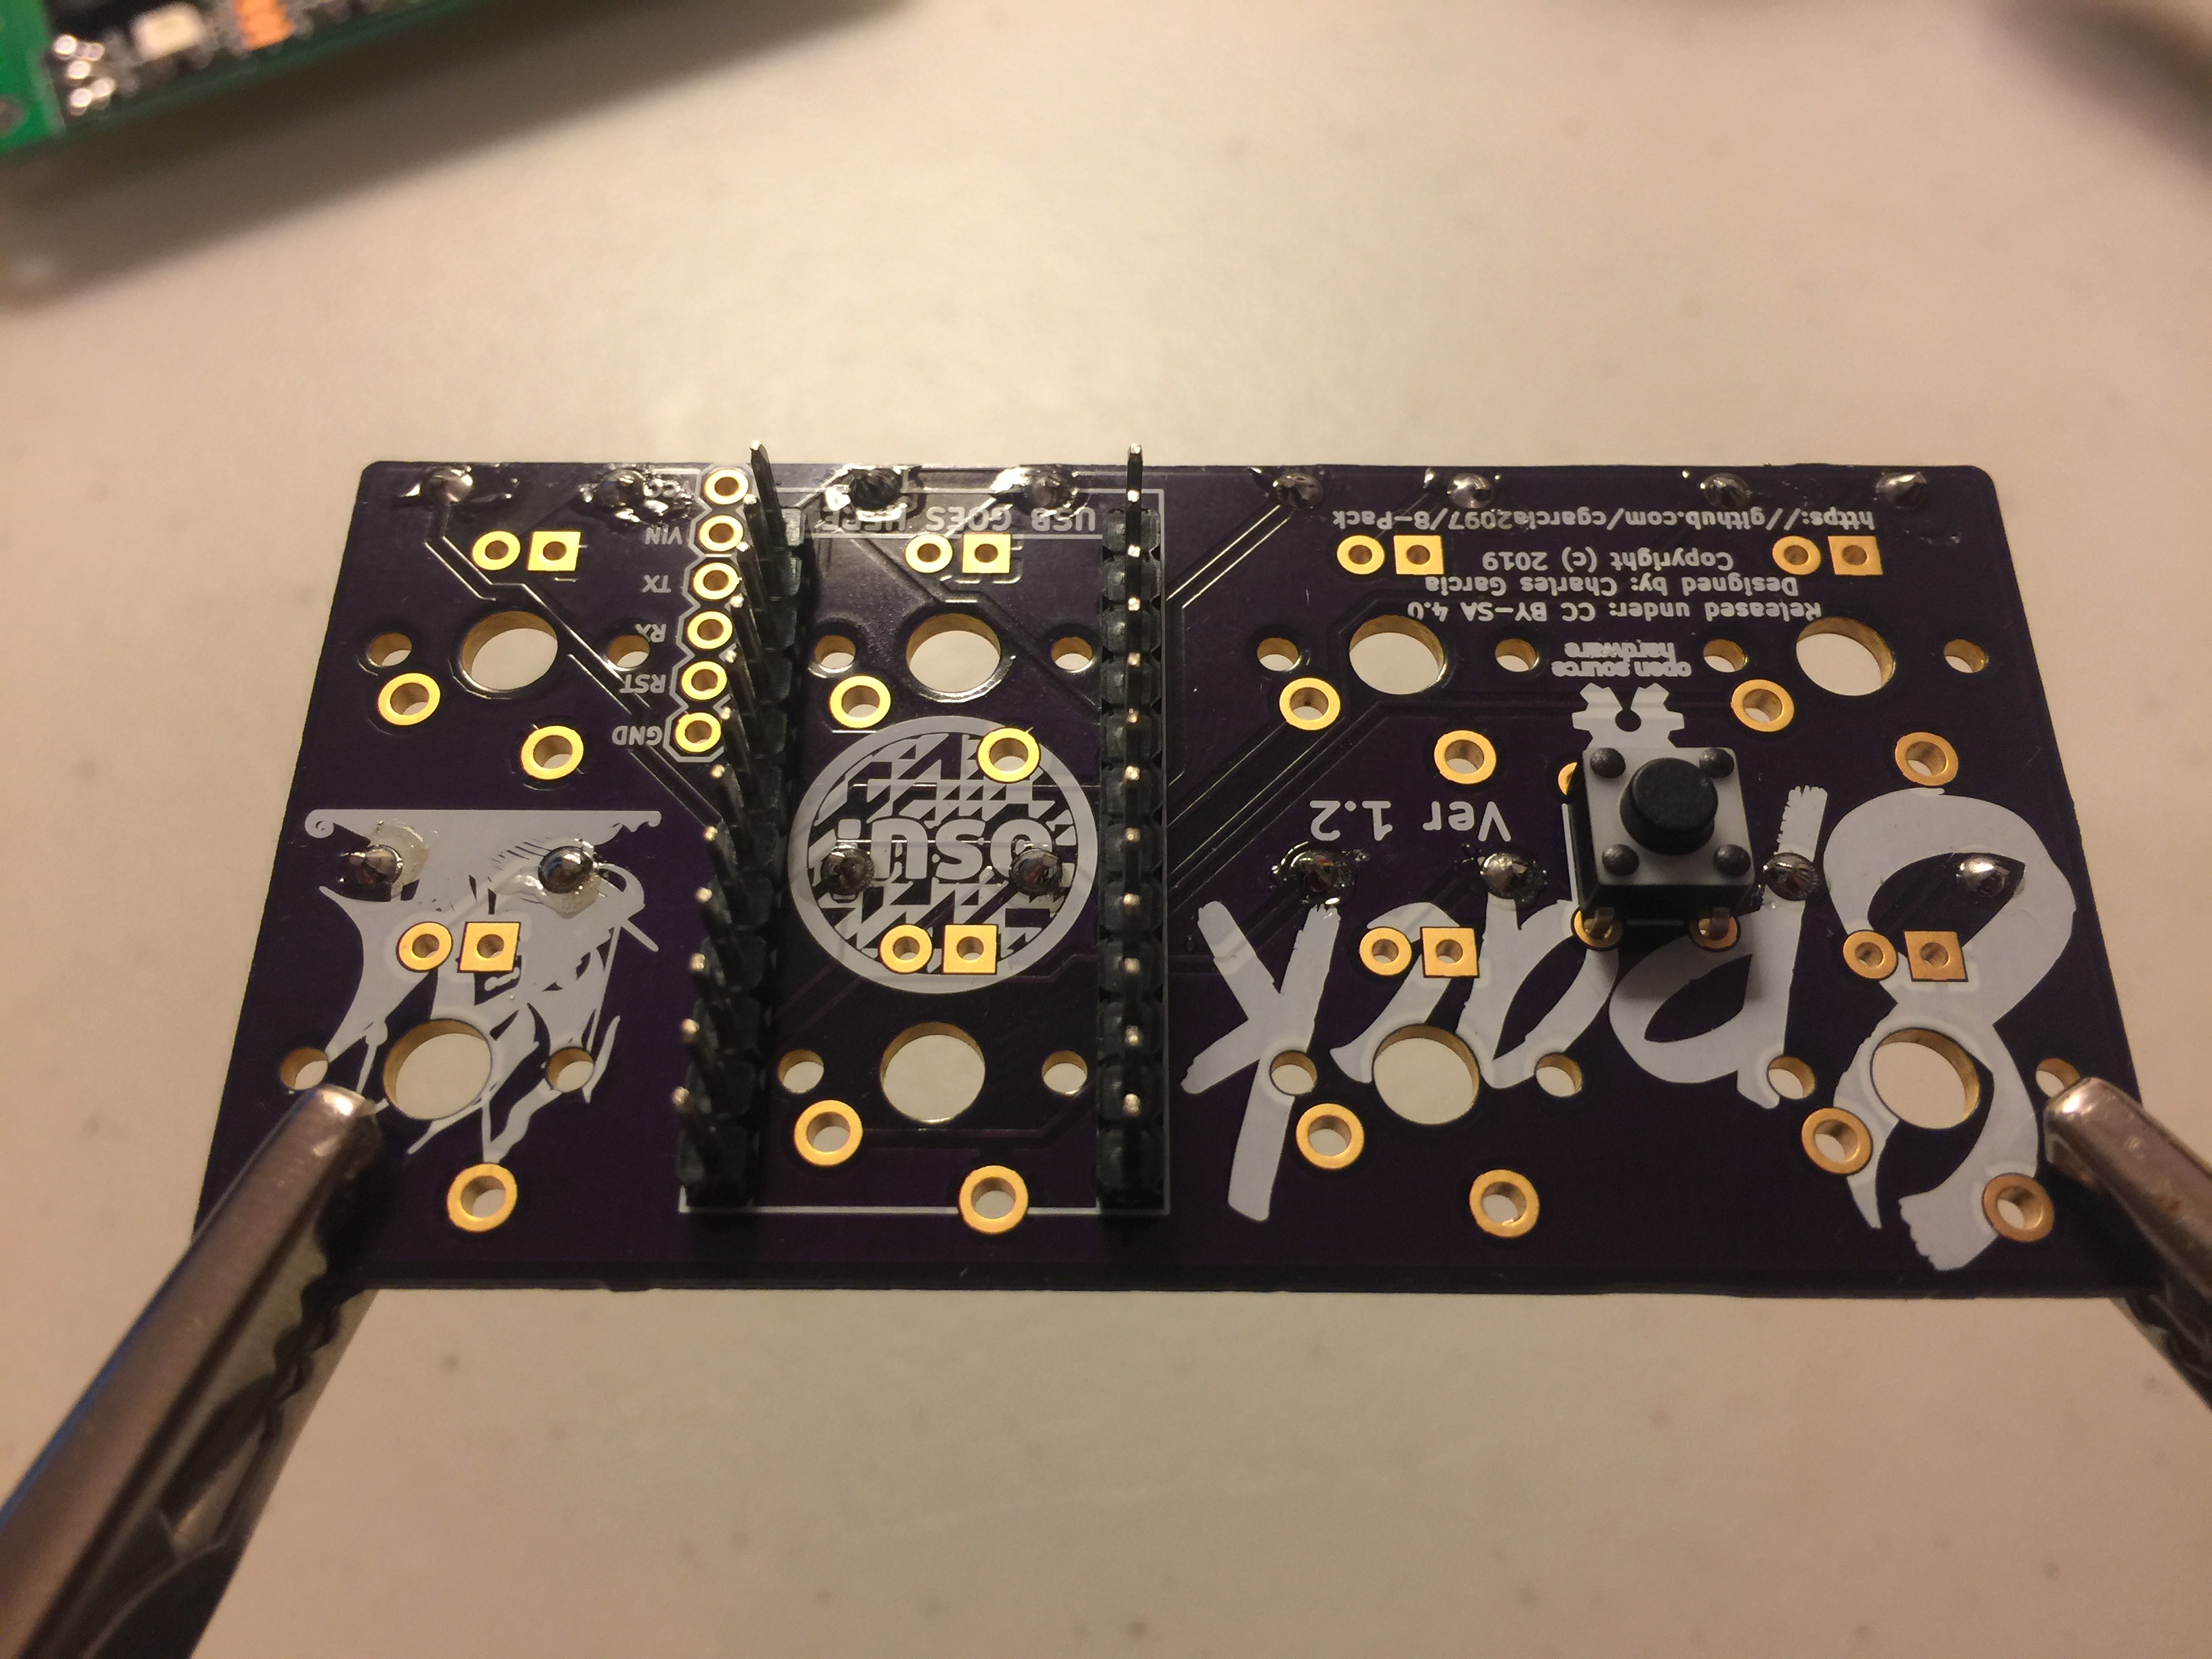 8Pack
Ver 1.2
osu!
open source
hardware
Released under: CC BY-SA 4.0
Designed by: Charles Garcia
Copyright (c) 2019
https://github.com/cgarcia2097/8-Pack
USB GOES HERE
GND
RST
RX
TX
VIN